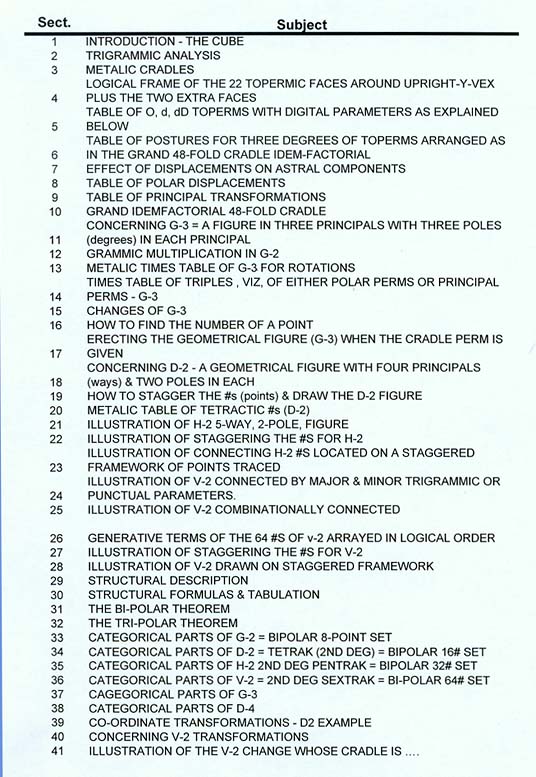 Sect. Subject
1 INTRODUCTION - THE CUBE
2 TRIGRAMMIC ANALYSIS
3 METALIC CRADLES
LOGICAL FRAME OF THE 22 TOPERMIC FACES AROUND UPRIGHT-Y-VEX
4 PLUS THE TWO EXTRA FACES
TABLE OF O, d, dD TOPERMS WITH DIGITAL PARAMETERS AS EXPLAINED
5 BELOW
TABLE OF POSTURES FOR THREE DEGREES OF TOPERMS ARRANGED AS
6 IN THE GRAND 48-FOLD CRADLE IDEM-FACTORIAL
7 EFFECT OF DISPLACEMENTS ON ASTRAL COMPONENTS
8 TABLE OF POLAR DISPLACEMENTS
9 TABLE OF PRINCIPAL TRANSFORMATIONS
10 GRAND IDEMFACTORIAL 48-FOLD CRADLE
CONCERNING G-3 = A FIGURE IN THREE PRINCIPALS WITH THREE POLES
11 (degrees) IN EACH PRINCIPAL
12 GRAMMIC MULTIPLICATION IN G-2
13 METALIC TIMES TABLE OF G-3 FOR ROTATIONS
TIMES TABLE OF TRIPLES , VIZ, OF EITHER POLAR PERMS OR PRINCIPAL
14 PERMS - G-3
15 CHANGES OF G-3
16 HOW TO FIND THE NUMBER OF A POINT
ERECTING THE GEOMETRICAL FIGURE (G-3) WHEN THE CRADLE PERM IS
17 GIVEN
CONCERNING D-2 - A GEOMETRICAL FIGURE WITH FOUR PRINCIPALS
18 (ways) & TWO POLES IN EACH
19 HOW TO STAGGER THE #s (points) & DRAW THE D-2 FIGURE
20 METALIC TABLE OF TETRACTIC #s (D-2)
21 ILLUSTRATION OF H-2 5-WAY, 2-POLE, FIGURE
22 ILLUSTRATION OF STAGGERING THE #S FOR H-2
ILLUSTRATION OF CONNECTING H-2 #S LOCATED ON A STAGGERED
23 FRAMEWORK OF POINTS TRACED
ILLUSTRATION OF V-2 CONNECTED BY MAJOR & MINOR TRIGRAMMIC OR
24 PUNCTUAL PARAMETERS.
25 ILLUSTRATION OF V-2 COMBINATIONALLY CONNECTED
26 GENERATIVE TERMS OF THE 64 #S OF v-2 ARRAYED IN LOGICAL ORDER
27 ILLUSTRATION OF STAGGERING THE #S FOR V-2
28 ILLUSTRATION OF V-2 DRAWN ON STAGGERED FRAMEWORK
29 STRUCTURAL DESCRIPTION
30 STRUCTURAL FORMULAS & TABULATION
31 THE BI-POLAR THEOREM
32 THE TRI-POLAR THEOREM
33 CATEGORICAL PARTS OF G-2 = BIPOLAR 8-POINT SET
34 CATEGORICAL PARTS OF D-2 = TETRAK (2ND DEG) = BIPOLAR 16# SET
35 CATEGORICAL PARTS OF H-2 2ND DEG PENTRAK = BIPOLAR 32# SET
36 CATEGORICAL PARTS OF V-2 = 2ND DEG SEXTRAK = BI-POLAR 64# SET
37 CAGEGORICAL PARTS OF G-3
38 CATEGORICAL PARTS OF D-4
39 CO-ORDINATE TRANSFORMATIONS - D2 EXAMPLE
40 CONCERNING V-2 TRANSFORMATIONS
41 ILLUSTRATION OF THE V-2 CHANGE WHOSE CRADLE IS ....